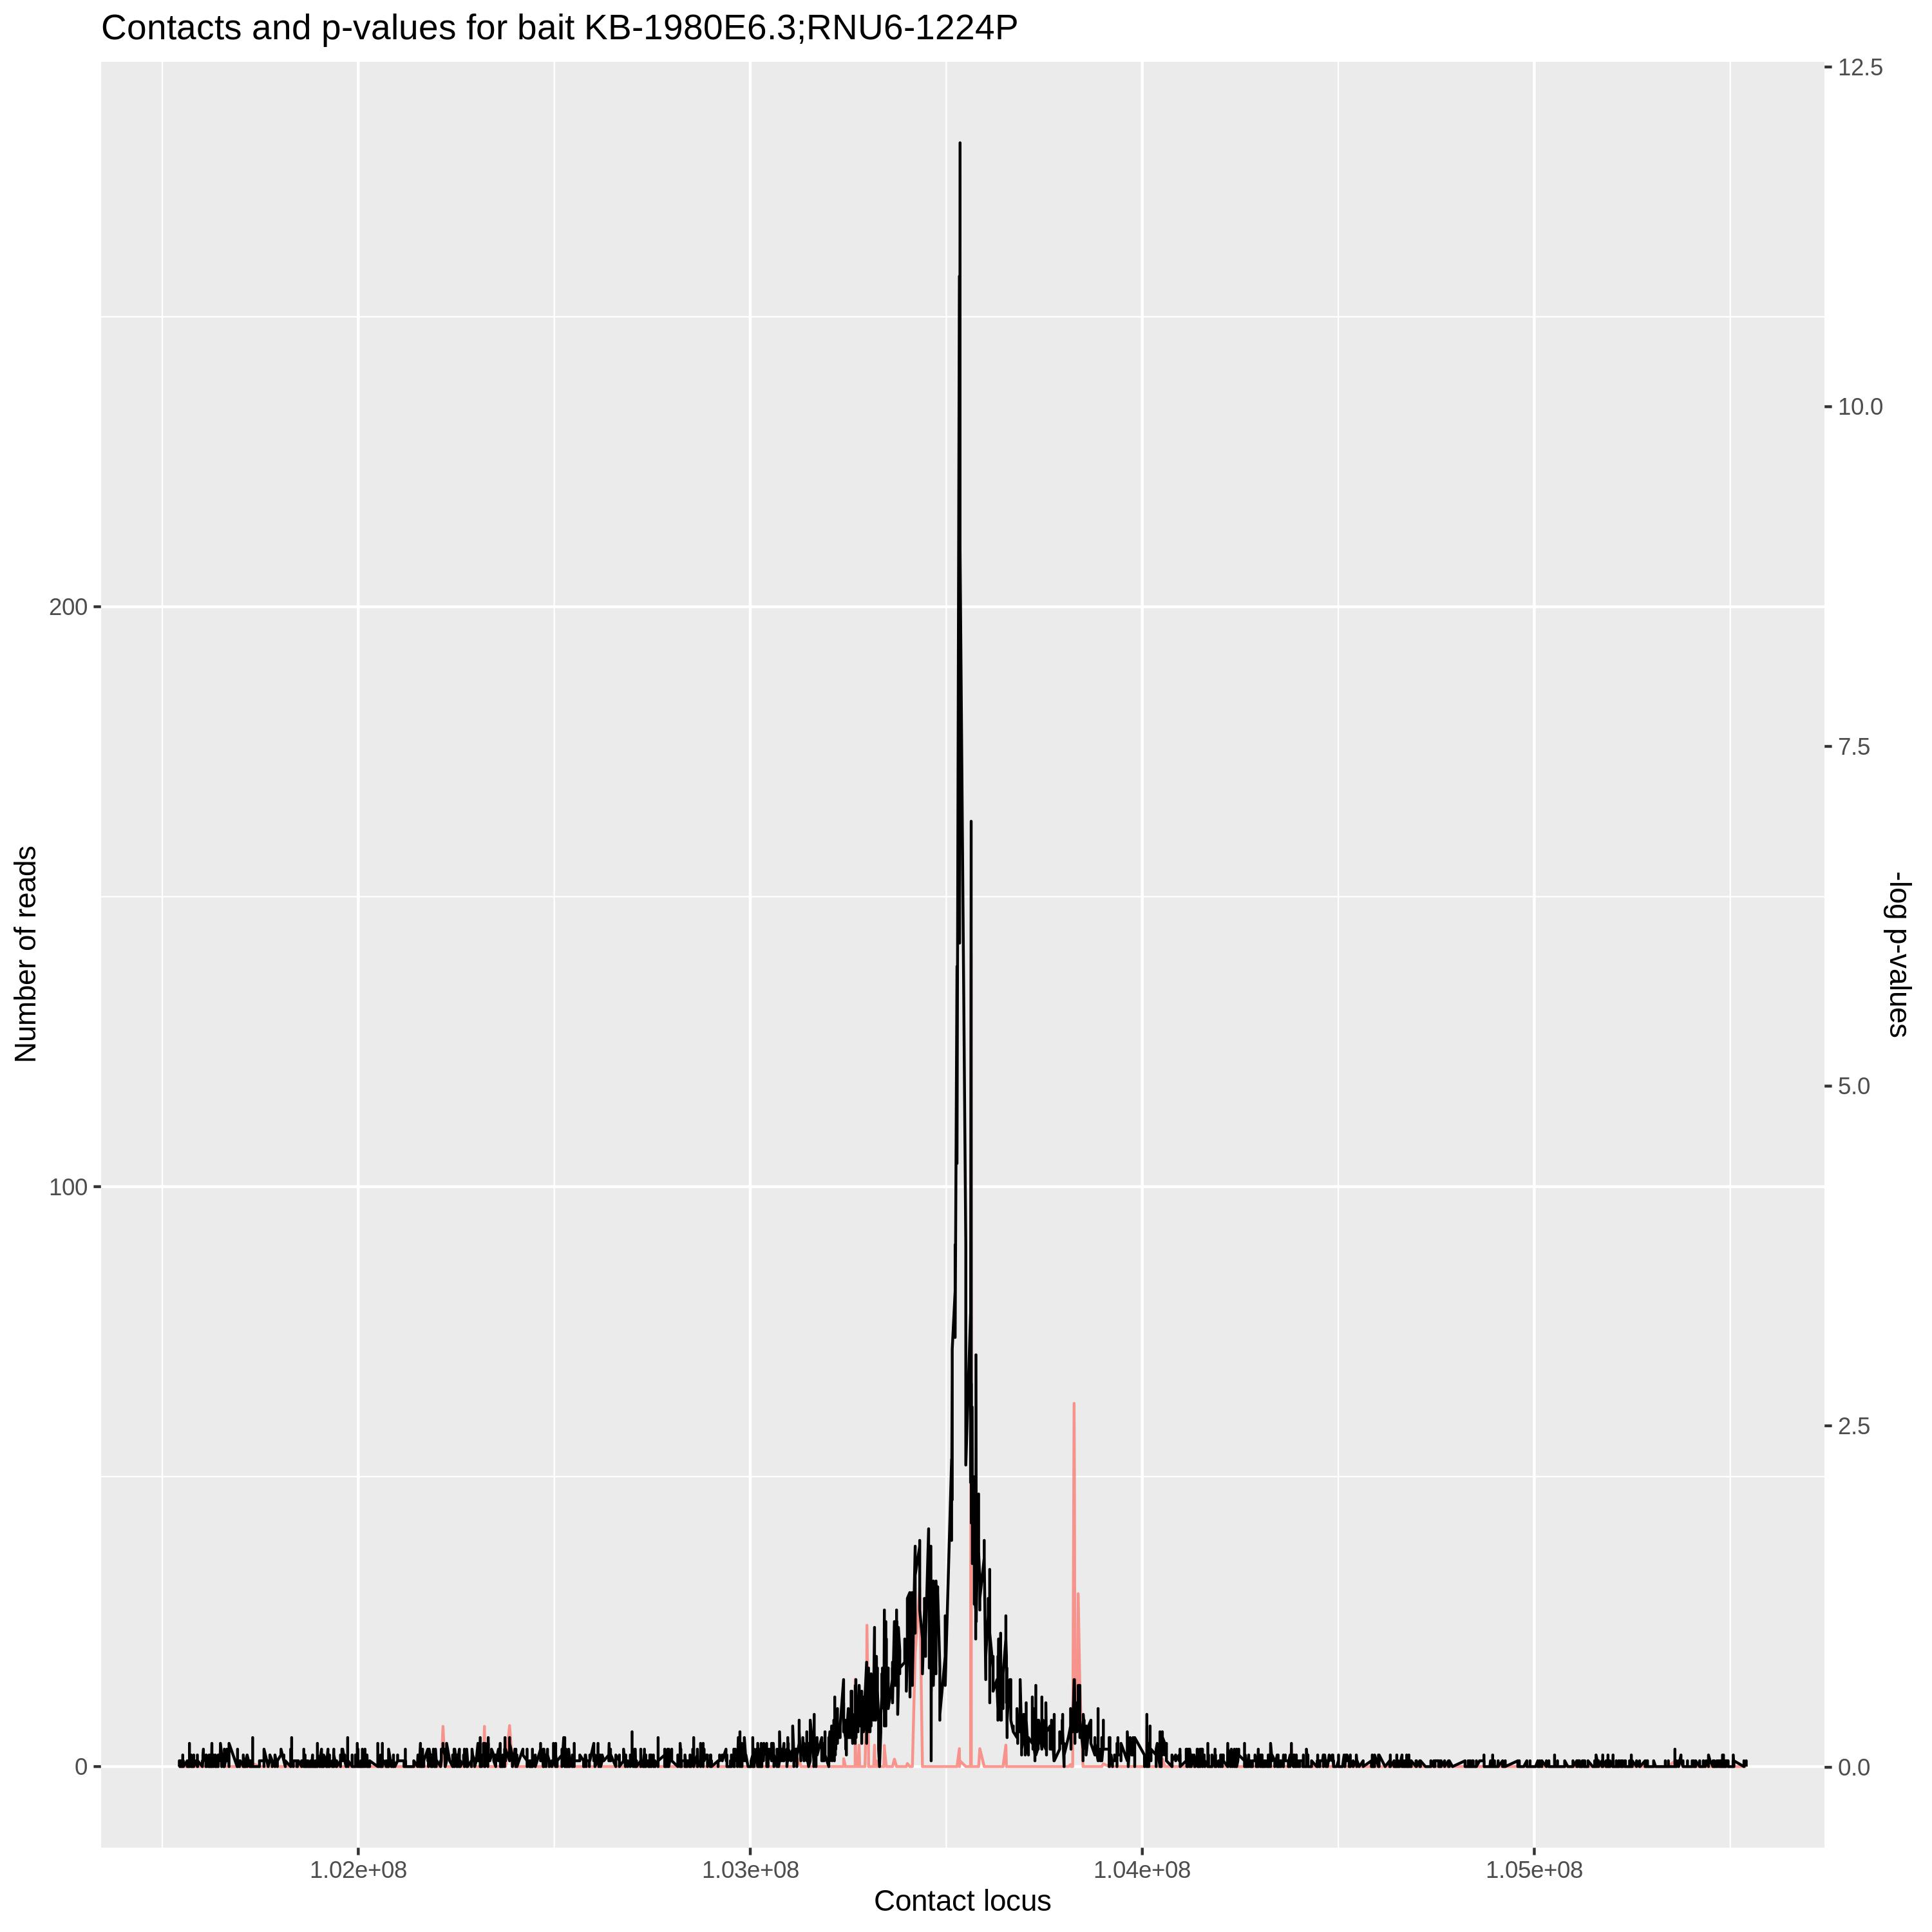 Contacts and p-values for bait KB-1980E6.3;RNU6-1224P
12.5
10.0
200
7.5
Number of reads
-log p-values
5.0
100
2.5
0
0.0
1.02e+08
1.03e+08
1.04e+08
1.05e+08
Contact locus